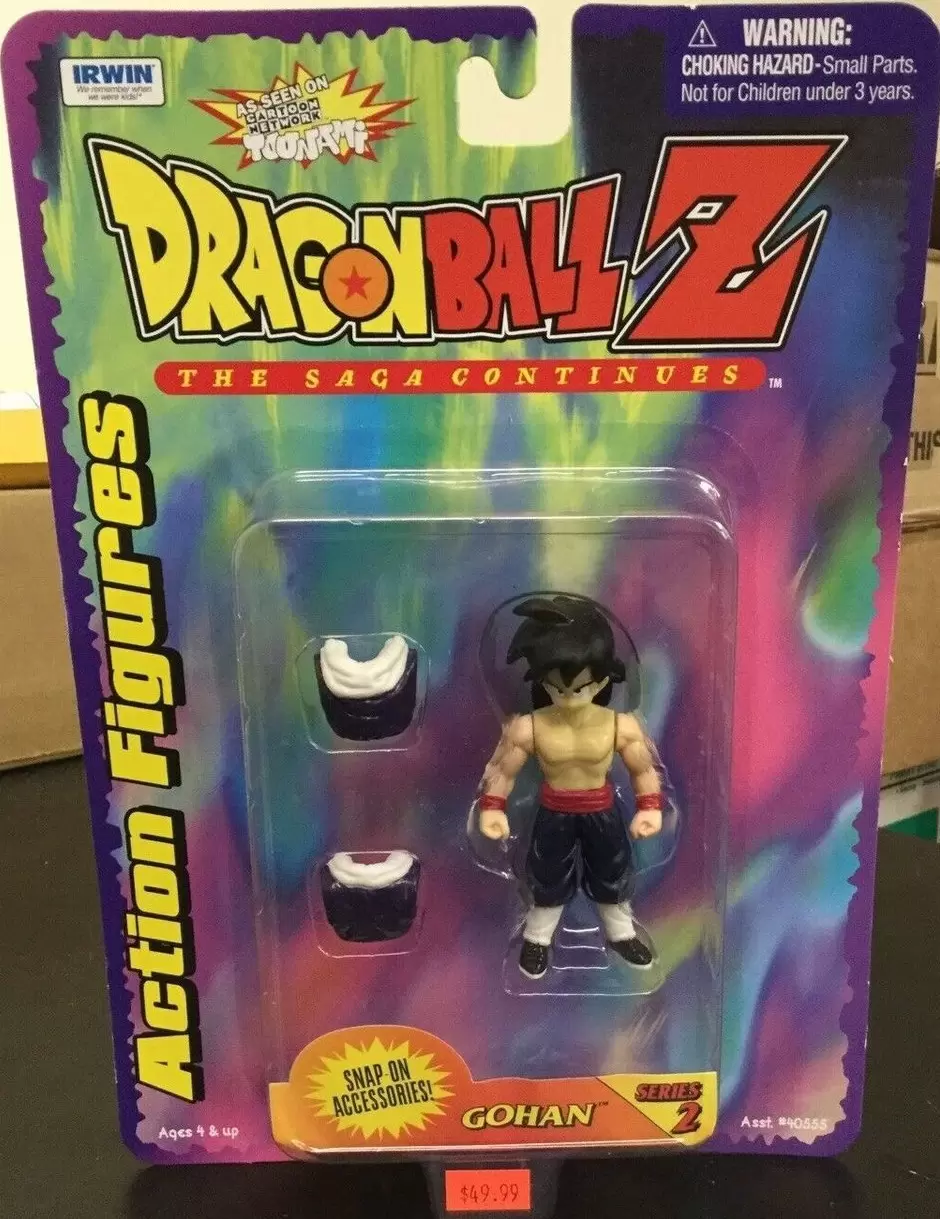 IRWIN
We remember when
we were kids!
AS SEEN ON
CARTOON
NETWORK
TOONAMI
WARNING:
CHOKING HAZARD-Small Parts.
Not for Children under 3 years.
DRAGONBALL Z
THE SAGA CONTINUES ™
Action Figures
SNAP-ON
ACCESSORIES!
GOHAN™
SERIES
2
Ages 4 & up
Asst. #40555
$49.99